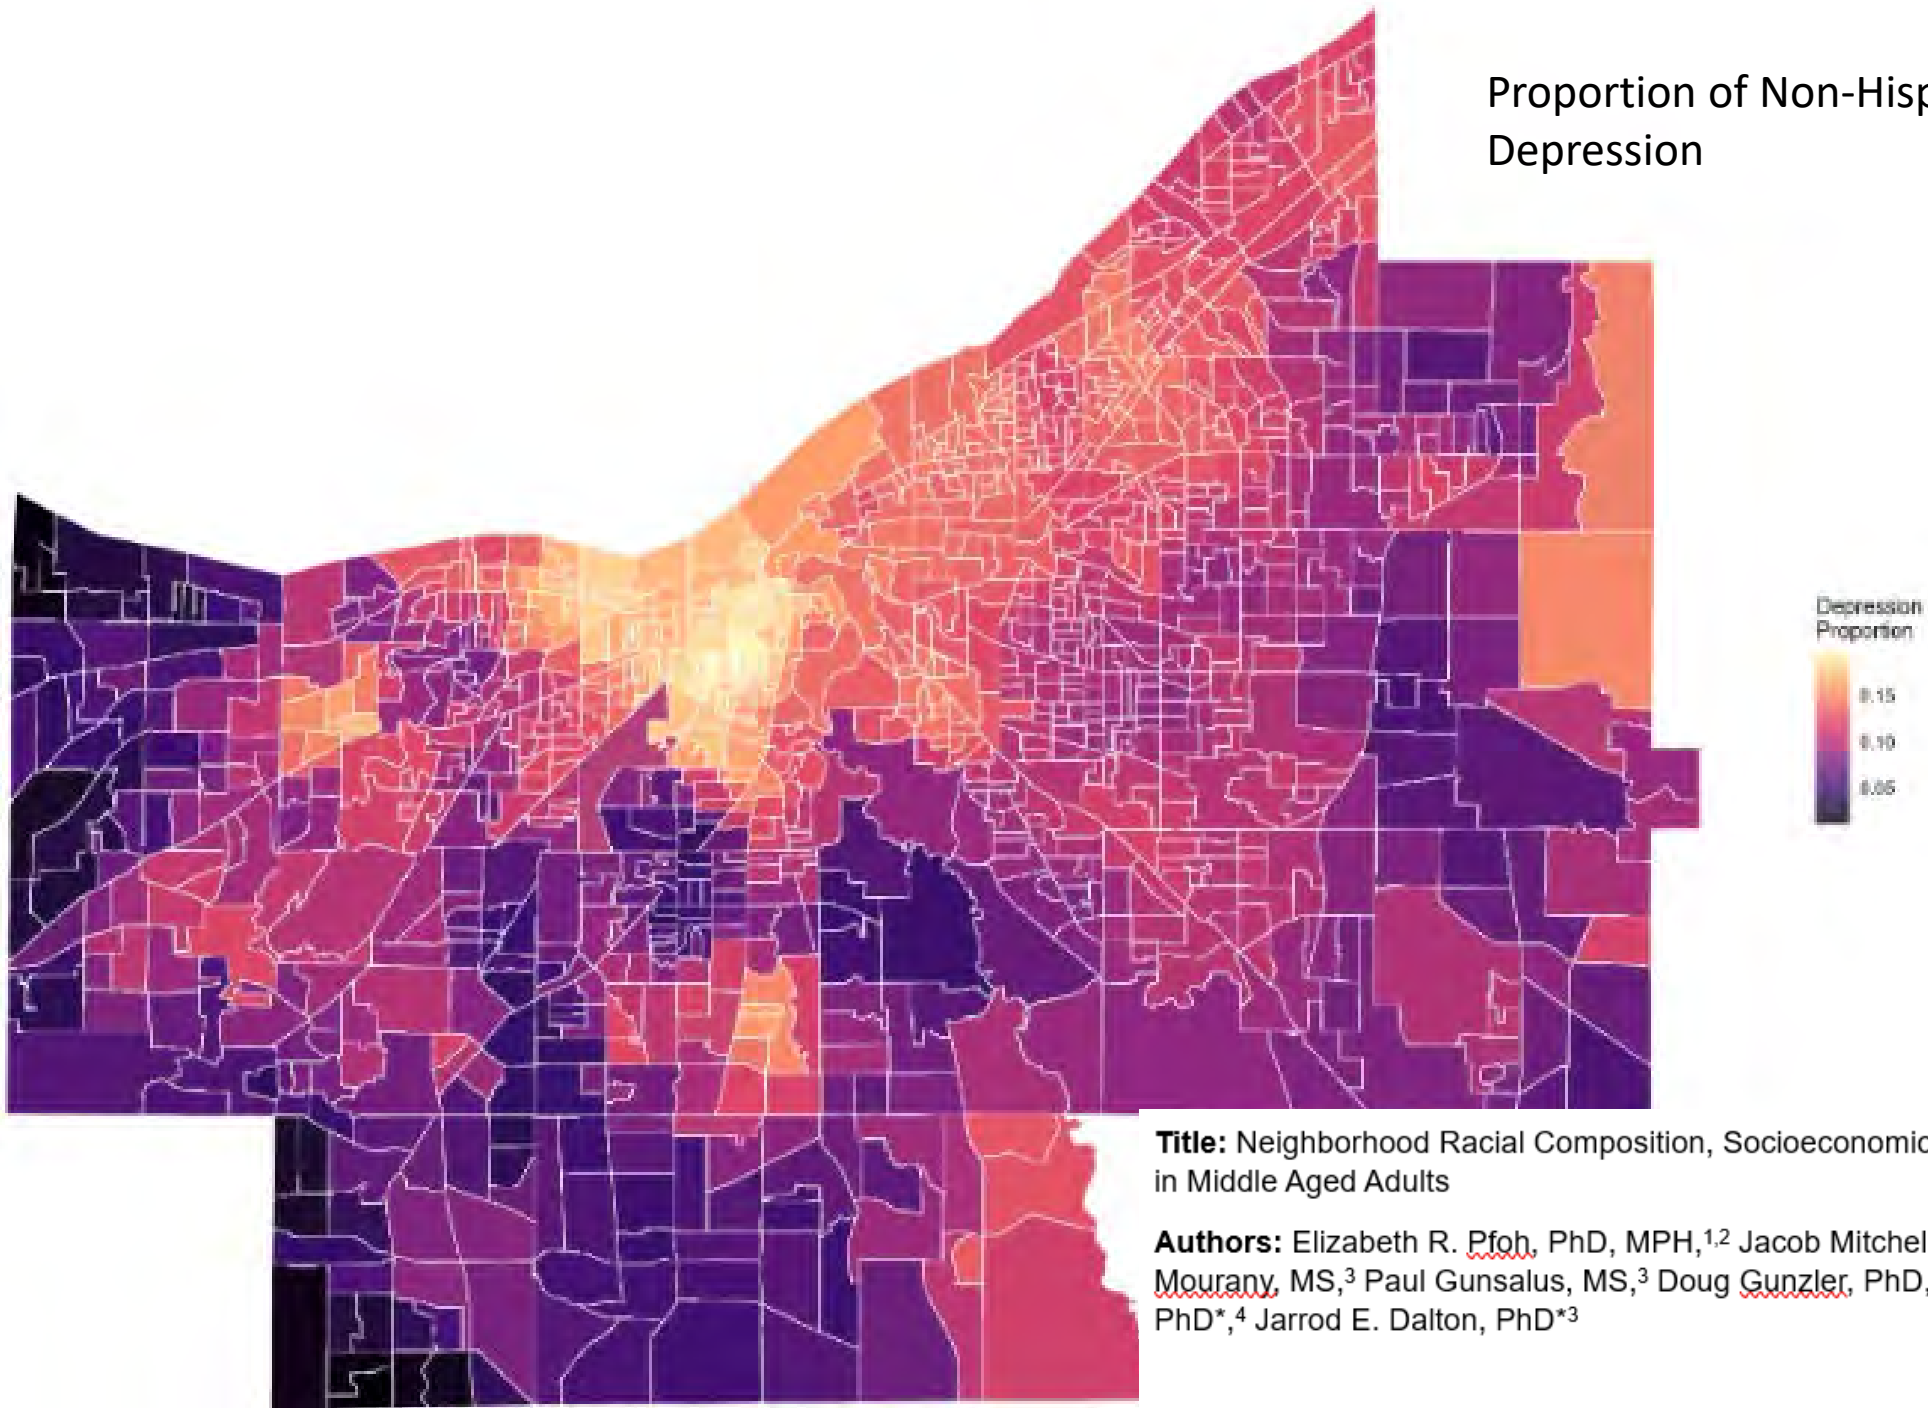 Proportion of Non-Hisp
Depression
Depression
Proportion
0.15
0.10
0.05
Title: Neighborhood Racial Composition, Socioeconomic
in Middle Aged Adults
Authors: Elizabeth R. Pfoh, PhD, MPH,1,2 Jacob Mitchel
Mourany, MS,3 Paul Gunsalus, MS,3 Doug Gunzler, PhD,
PhD*,4 Jarrod E. Dalton, PhD*3